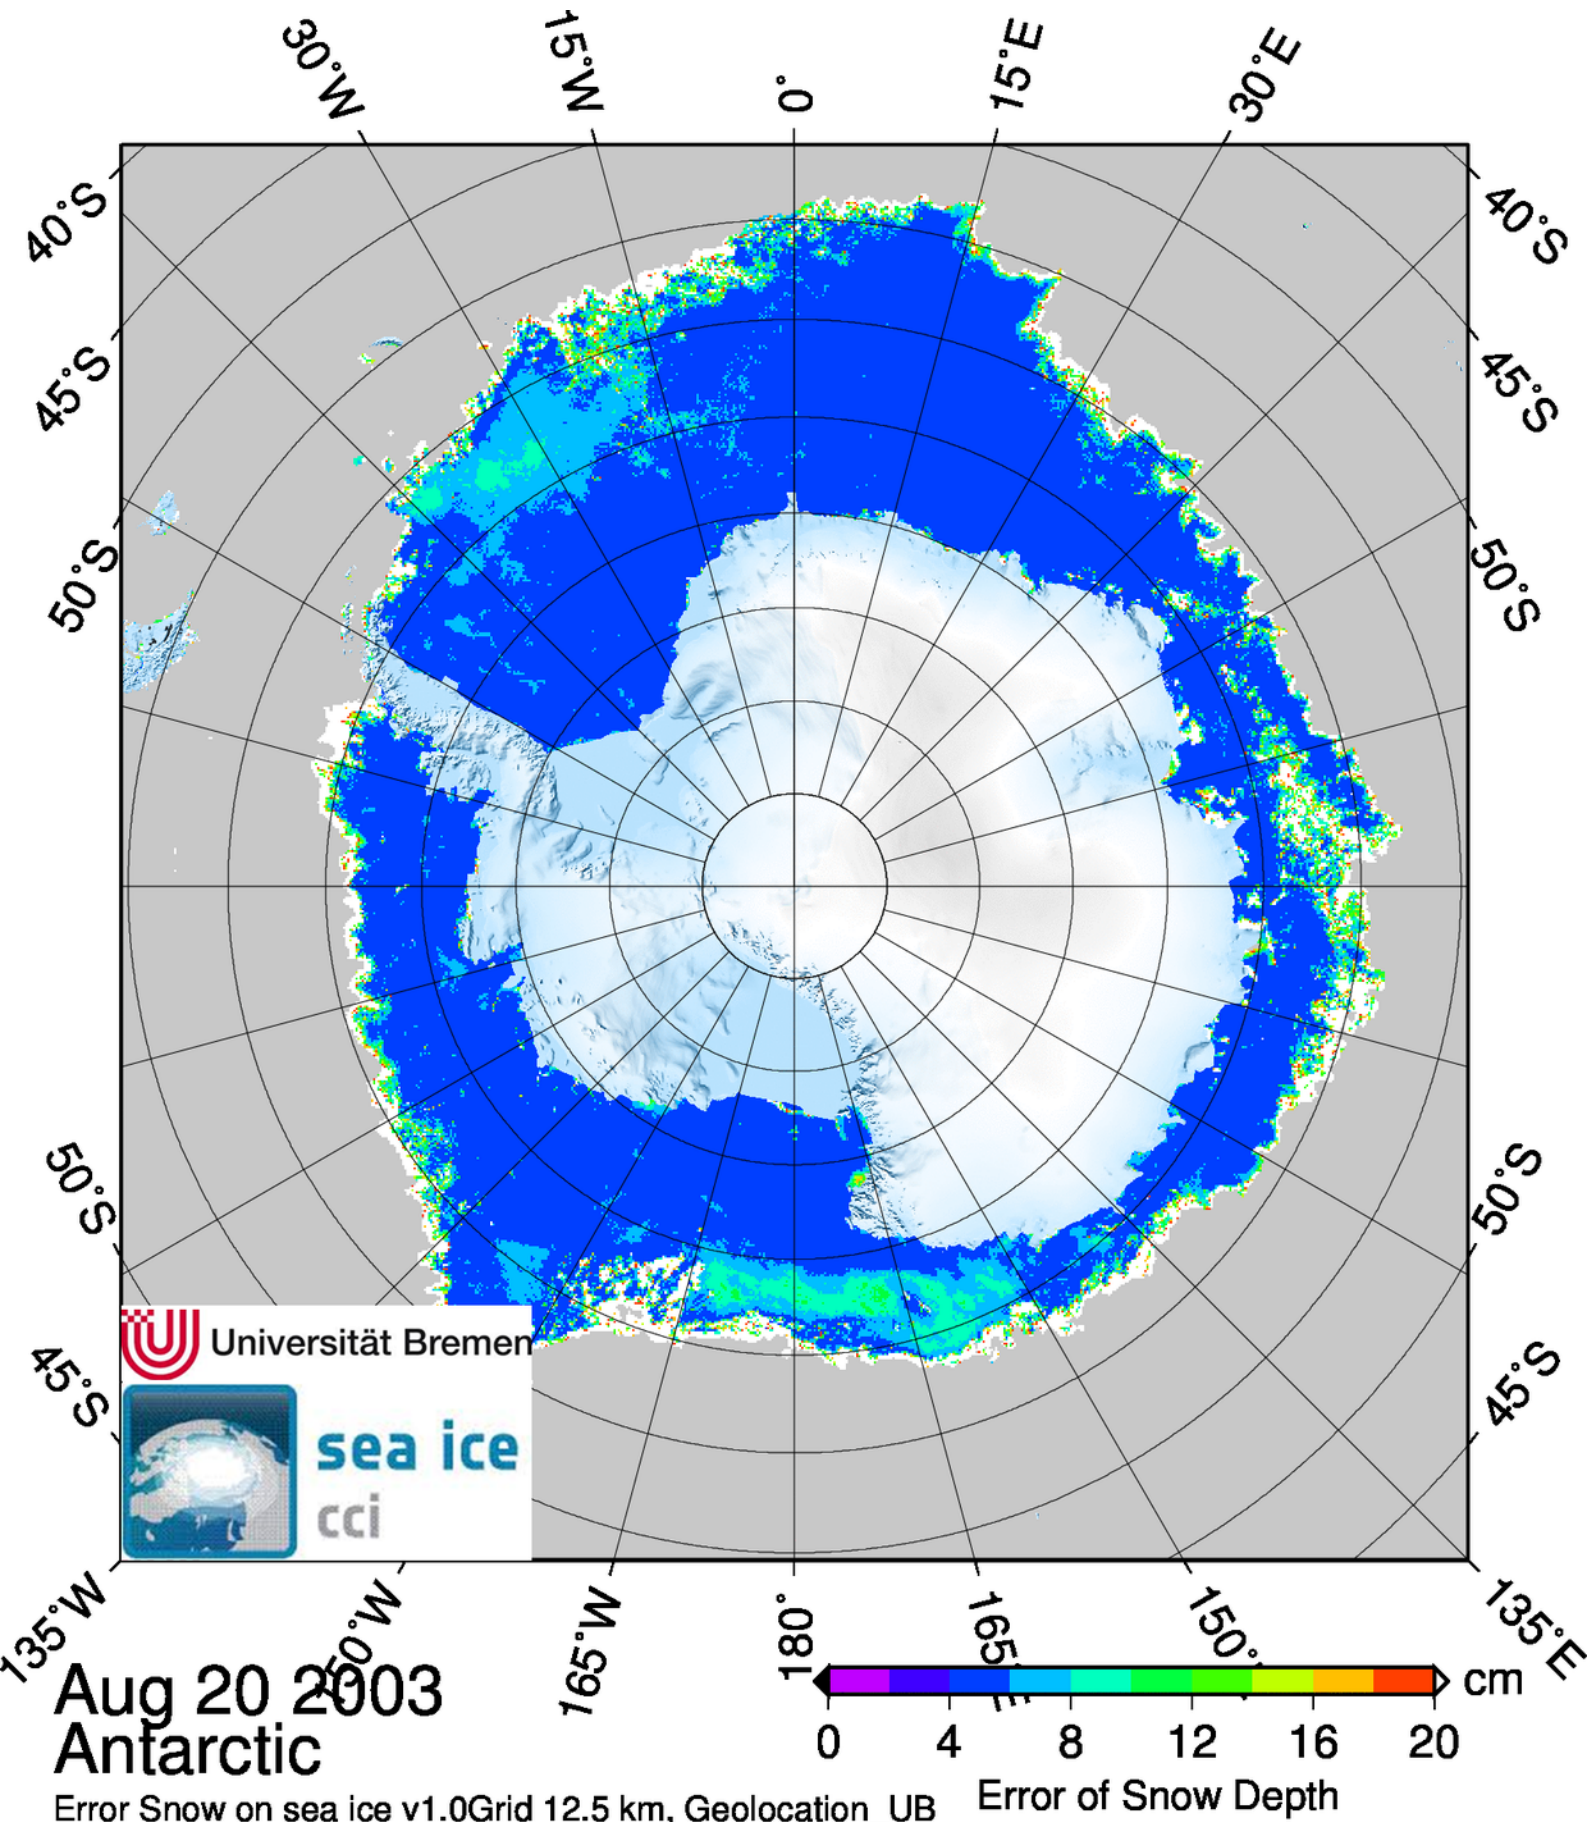 30°W 15°W 0° 15°E 30°E
40°S 40°S
45°S 45°S
50°S 50°S
50°S 50°S
45°S 45°S
Universität Bremen
sea ice
cci
135°W 150°W 165°W 180° 165°E 150° 135°E
Aug 20 2003
Antarctic
Error Snow on sea ice v1.0Grid 12.5 km, Geolocation UB
cm
0 4 8 12 16 20
Error of Snow Depth